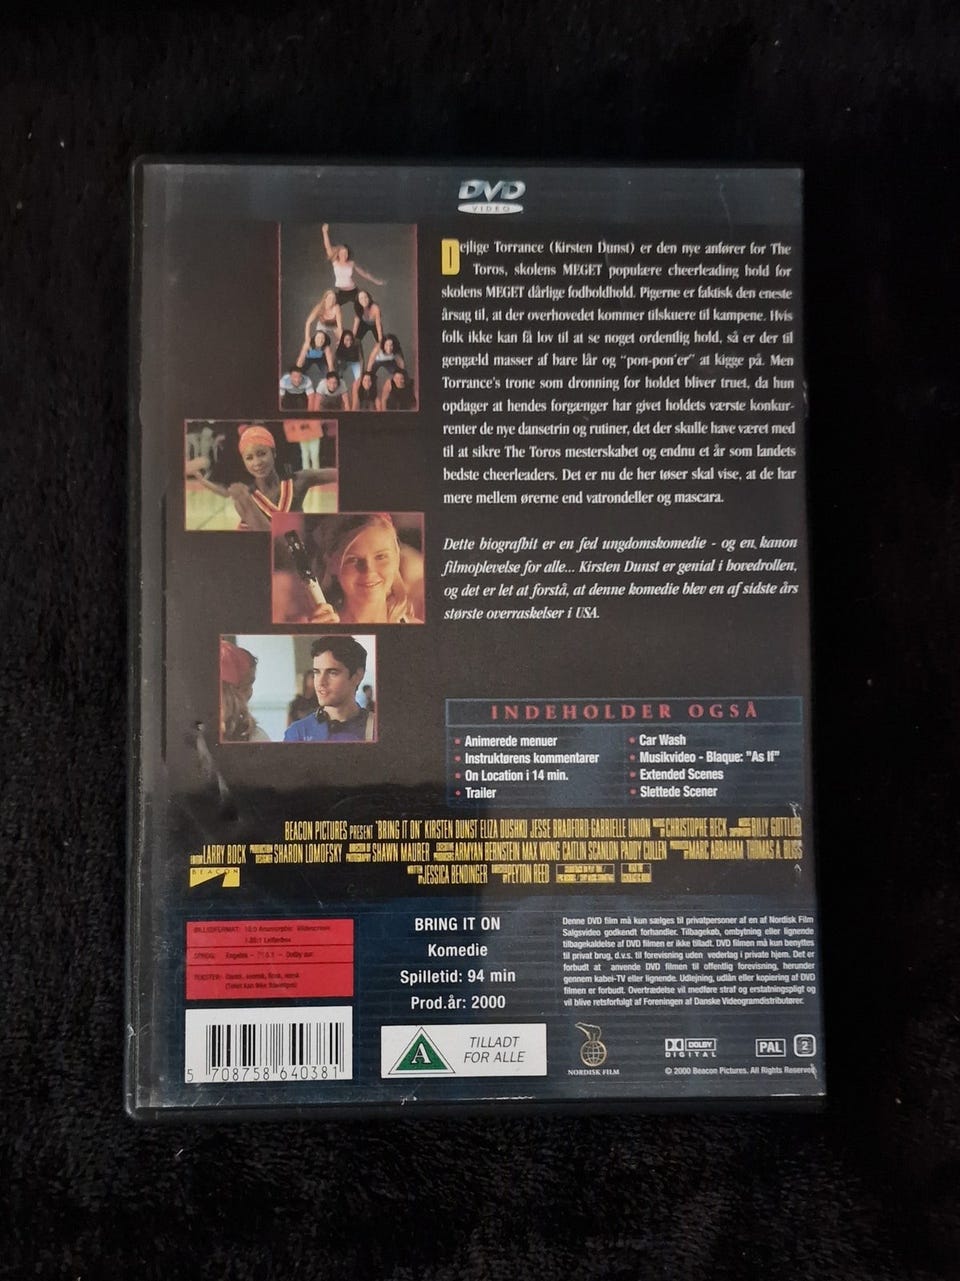 DVD
VIDEO
Dejlige Torrance (Kirsten Dunst) er den nye anfører for The
Toros, skolens MEGET populære cheerleading hold for
skolens MEGET dårlige fodholdhold. Pigerne er faktisk den eneste
årsag til, at der overhovedet kommer tilskuere til kampene. Hvis
folk ikke kan få lov til at se noget ordentlig hold, så er der til
gengæld masser af bare lår og “pon-pon'er” at kigge på. Men
Torrance's trone som dronning for holdet bliver truet, da hun
opdager at hendes forgænger har givet holdets værste konkur-
renter de nye dansetrin og rutiner, det der skulle have været med
til at sikre The Toros mesterskabet og endnu et år som landets
bedste cheerleaders. Det er nu de her tøser skal vise, at de har
mere mellem ørerne end vatrondeller og mascara.
Dette biografhit er en fed ungdomskomedie - og en kanon
filmoplevelse for alle... Kirsten Dunst er genial i hovedrollen,
og det er let at forstå, at denne komedie blev en af sidste års
største overraskelser i USA.
INDEHOLDER OGSÅ
• Animerede menuer
• Instruktørens kommentarer
• On Location i 14 min.
• Trailer
• Car Wash
• Musikvideo - Blaque: "As If"
• Extended Scenes
• Slettede Scener
BEACON PICTURES PRESENT 'BRING IT ON' KIRSTEN DUNST ELIZA DUSHKU JESSE BRADFORD GABRIELLE UNION CHRISTOPHE BECK BILLY GOTTLIEB
LARRY BOCK SHARON LOMOFSKY SHAWN MAURER ARMYAN BERNSTEIN MAX WONG CAITLIN SCANLON PADDY CULLEN MARC ABRAHAM THOMAS A. BLISS
JESSICA BENDINGER PEYTON REED
BEACON
BRING IT ON
Komedie
Spilletid: 94 min
Prod.år: 2000
Denne DVD film må kun sælges til privatpersoner af en af Nordisk Film
Salgsvideo godkendt forhandler. Tilbagekøb, ombytning eller lignende
tilbagekaldelse af DVD filmen er ikke tilladt. DVD filmen må kun benyttes
til privat brug, d.v.s. til forevisning uden vederlag i private hjem. Det er
forbudt at anvende DVD filmen til offentlig forevisning, herunder
gennem kabel-TV eller lignende. Udlejning, udlån eller kopiering af DVD
filmen er forbudt. Overtrædelse vil medføre straf og erstatningspligt og
vil blive retsforfulgt af Foreningen af Danske Videogramdistributører.
BILLEDFORMAT: 16:9 Anamorphic Widescreen
1.85:1 Letterbox
SPROG: Engelsk
TEKSTER: Dansk, svensk, finsk, norsk
5 708758 640381
A
TILLADT
FOR ALLE
NORDISK FILM
DOLBY
DIGITAL
PAL
2
© 2000 Beacon Pictures. All Rights Reserved